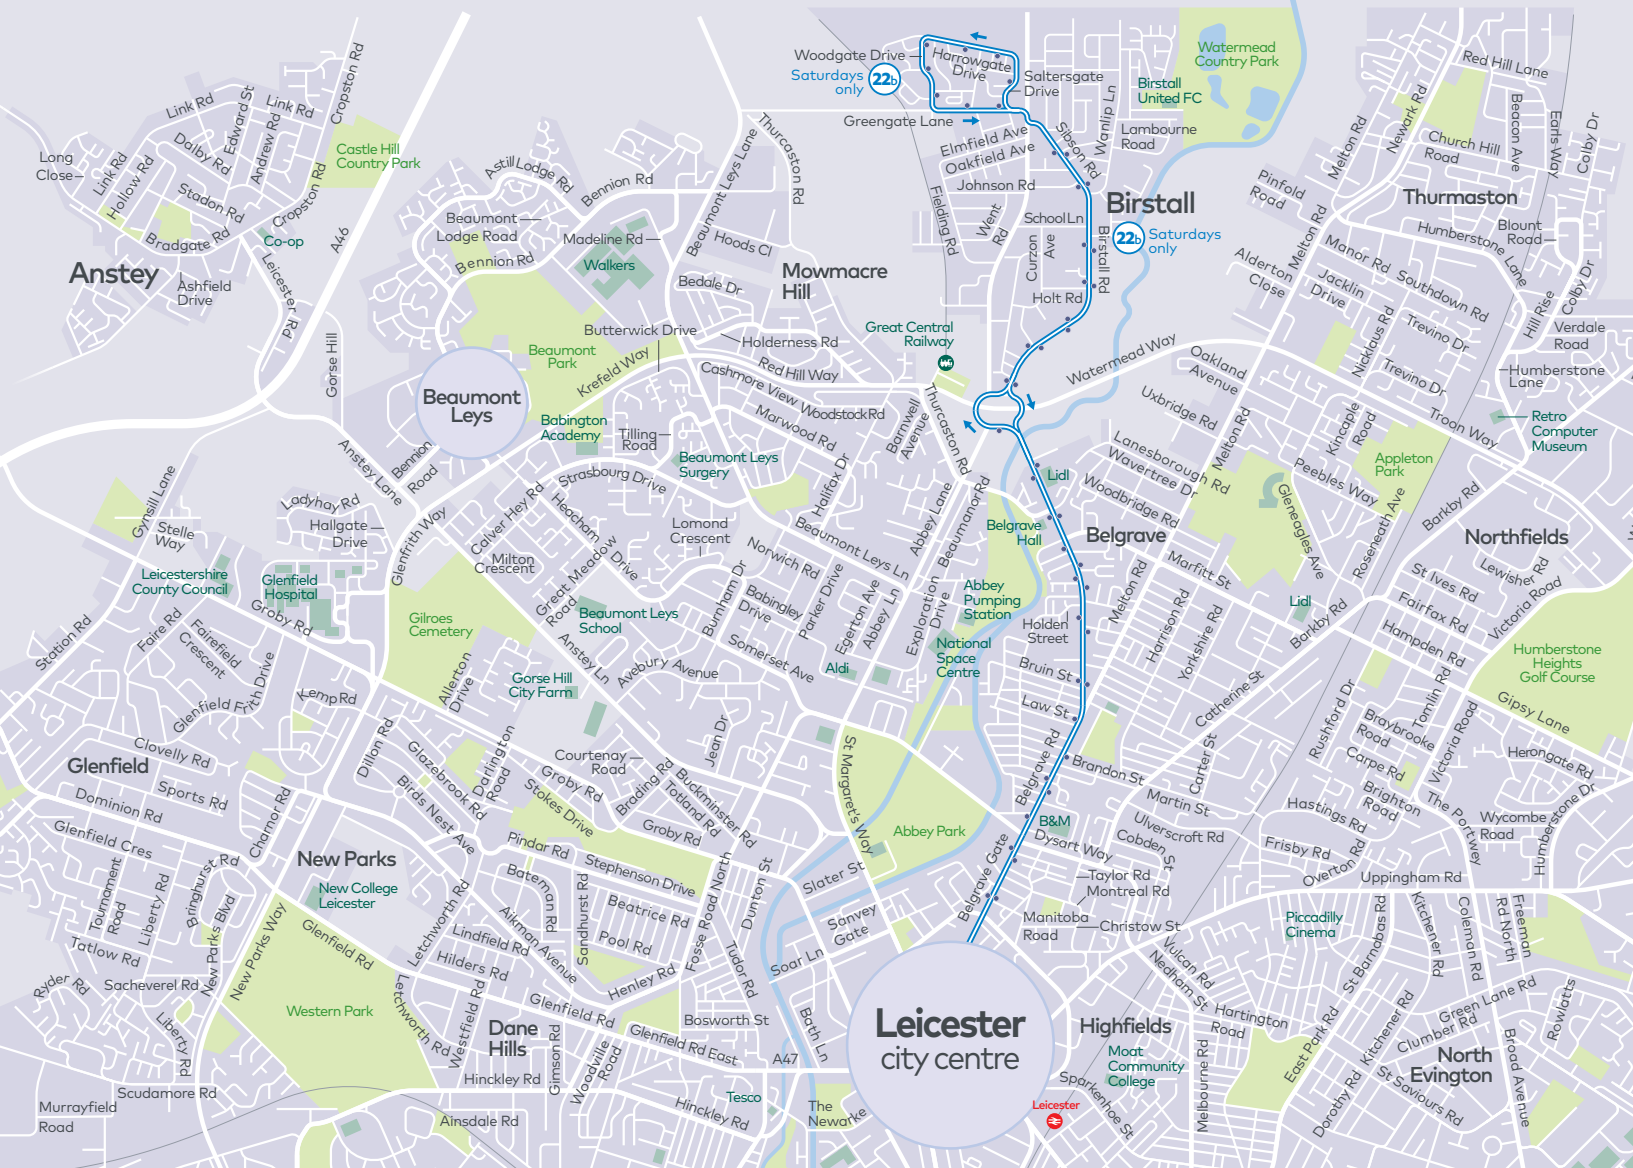 Woodgate Drive
Saturdays
only
22b
Harrowgate
Drive
Saltersgate
Drive
Greengate Lane
Watermead
Country Park
Birstall
United FC
Wanlip Ln
Lambourne
Road
Sibson Rd
Elmfield Ave
Oakfield Ave
Johnson Rd
Fielding Rd
Went
Rd
School Ln
Curzon
Ave
Birstall Rd
Holt Rd
Birstall
22b
Saturdays
only
Red Hill Lane
Newark Rd
Melton Rd
Beacon Ave
Earls Way
Colby Dr
Church Hill
Road
Pinfold
Road
Thurmaston
Humberstone Lane
Blount
Road
Melton Rd
Manor Rd
Alderton
Close
Jacklin
Drive
Southdown Rd
Colby Dr
Hill Rise
Trevino Dr
Nicklaus Rd
Verdale
Road
Humberstone
Lane
Trevino Dr
Troon Way
Retro
Computer
Museum
Link Rd
Link Rd
Edward St
Andrew Rd
Cropston Rd
Dalby Rd
Long
Close
Link Rd
Hollow Rd
Stadon Rd
Cropston Rd
Bradgate Rd
Co-op
Castle Hill
Country Park
A46
Anstey
Ashfield
Drive
Leicester Rd
Gorse Hill
Astill Lodge Rd
Bennion Rd
Beaumont
Lodge Road
Bennion Rd
Madeline Rd
Walkers
Beaumont Leys Lane
Thurcaston Rd
Hoods Cl
Bedale Dr
Mowmacre
Hill
Butterwick Drive
Holderness Rd
Beaumont
Park
Krefeld Way
Red Hill Way
Cashmore View
Woodstock Rd
Marwood Rd
Barnwell
Avenue
Great Central
Railway
Thurcaston Rd
Watermead Way
Oakland
Avenue
Uxbridge Rd
Melton Rd
Kincaple
Road
Appleton
Park
Peebles Way
Beaumont
Leys
Babington
Academy
Tilling
Road
Beaumont Leys
Surgery
Strasbourg Drive
Halifax Dr
Anstey Lane
Bennion
Road
Gynsill Lane
Stelle
Way
Ladyhay Rd
Hallgate
Drive
Glenfrith Way
Calver Hey Rd
Heacham Drive
Milton
Crescent
Great Meadow
Road
Lomond
Crescent
Beaumont Leys Ln
Norwich Rd
Abbey Lane
Beaumanor Rd
Lidl
Belgrave
Hall
Belgrave
Lanesborough Rd
Wavertree Dr
Woodbridge Rd
Marfitt St
Gleneagles Ave
Roseneath Ave
Barkby Rd
Northfields
St Ives Rd
Lewisher Rd
Victoria Road
Fairfax Rd
Hampden Rd
Humberstone
Heights
Golf Course
Gipsy Lane
Leicestershire
County Council
Glenfield
Hospital
Groby Rd
Station Rd
Faire Rd
Fairefield
Crescent
Gilroes
Cemetery
Beaumont Leys
School
Burnham Dr
Babingley
Drive
Parker Drive
Egerton Ave
Abbey Ln
Exploration
Drive
Abbey
Pumping
Station
National
Space
Centre
Holden
Street
Melton Rd
Harrison Rd
Yorkshire Rd
Lidl
Barkby Rd
Somerset Ave
Aldi
Anstey Ln
Avebury Avenue
Gorse Hill
City Farm
Allerton
Drive
Kemp Rd
Glenfield Frith Drive
Bruin St
Law St
Catherine St
Rushford Dr
Tomlin Rd
Braybrooke
Road
Carpe Rd
Victoria Road
Herongate Rd
Humberstone Dr
Clovelly Rd
Glenfield
Sports Rd
Dominion Rd
Dillon Rd
Glazebrook Rd
Darlington
Road
Birds Nest Ave
Courtenay
Road
Groby Rd
Brading Rd
Jean Dr
Buckminster Rd
Totland Rd
Stokes Drive
Groby Rd
St Margaret's Way
Abbey Park
Belgrave Rd
Brandon St
Carter St
Martin St
B&M
Dysart Way
Ulverscroft Rd
Cobden St
Hastings Rd
Brighton
Road
The Portwey
Wycombe
Road
Frisby Rd
Overton Rd
Uppingham Rd
Glenfield Cres
Charnor Rd
New Parks
New College
Leicester
Pindar Rd
Stephenson Drive
Bateman Rd
Sandhurst Rd
Beatrice Rd
Pool Rd
Fosse Road North
Dunton St
Slater St
Belgrave Gate
Sanvey
Gate
Taylor Rd
Montreal Rd
Manitoba
Road
Christow St
Piccadilly
Cinema
St Barnabas Rd
Kitchener Rd
Coleman Rd
Freeman
Rd North
Tournament
Road
Liberty Rd
Bringhurst Rd
Tatlow Rd
New Parks Blvd
New Parks Way
Glenfield Rd
Letchworth Rd
Lindfield Rd
Aikman Avenue
Hilders Rd
Henley Rd
Tudor Rd
Soar Ln
Vulcan Rd
Nedham St
Ryder Rd
Sacheverel Rd
Liberty Rd
Western Park
Letchworth Rd
Westfield Rd
Dane
Hills
Glenfield Rd
Glenfield Rd East
Bosworth St
Bath Ln
A47
Leicester
city centre
Highfields
Hartington
Road
Moat
Community
College
East Park Rd
Kitchener Rd
Green Lane Rd
Clumber Rd
Rowlatts
North
Evington
Broad Avenue
Scudamore Rd
Murrayfield
Road
Hinckley Rd
Gimson Rd
Woodville
Road
Ainsdale Rd
Hinckley Rd
Tesco
The
Newarke
Leicester
Sparkenhoe St
Melbourne Rd
Dorothy Rd
St Saviours Rd